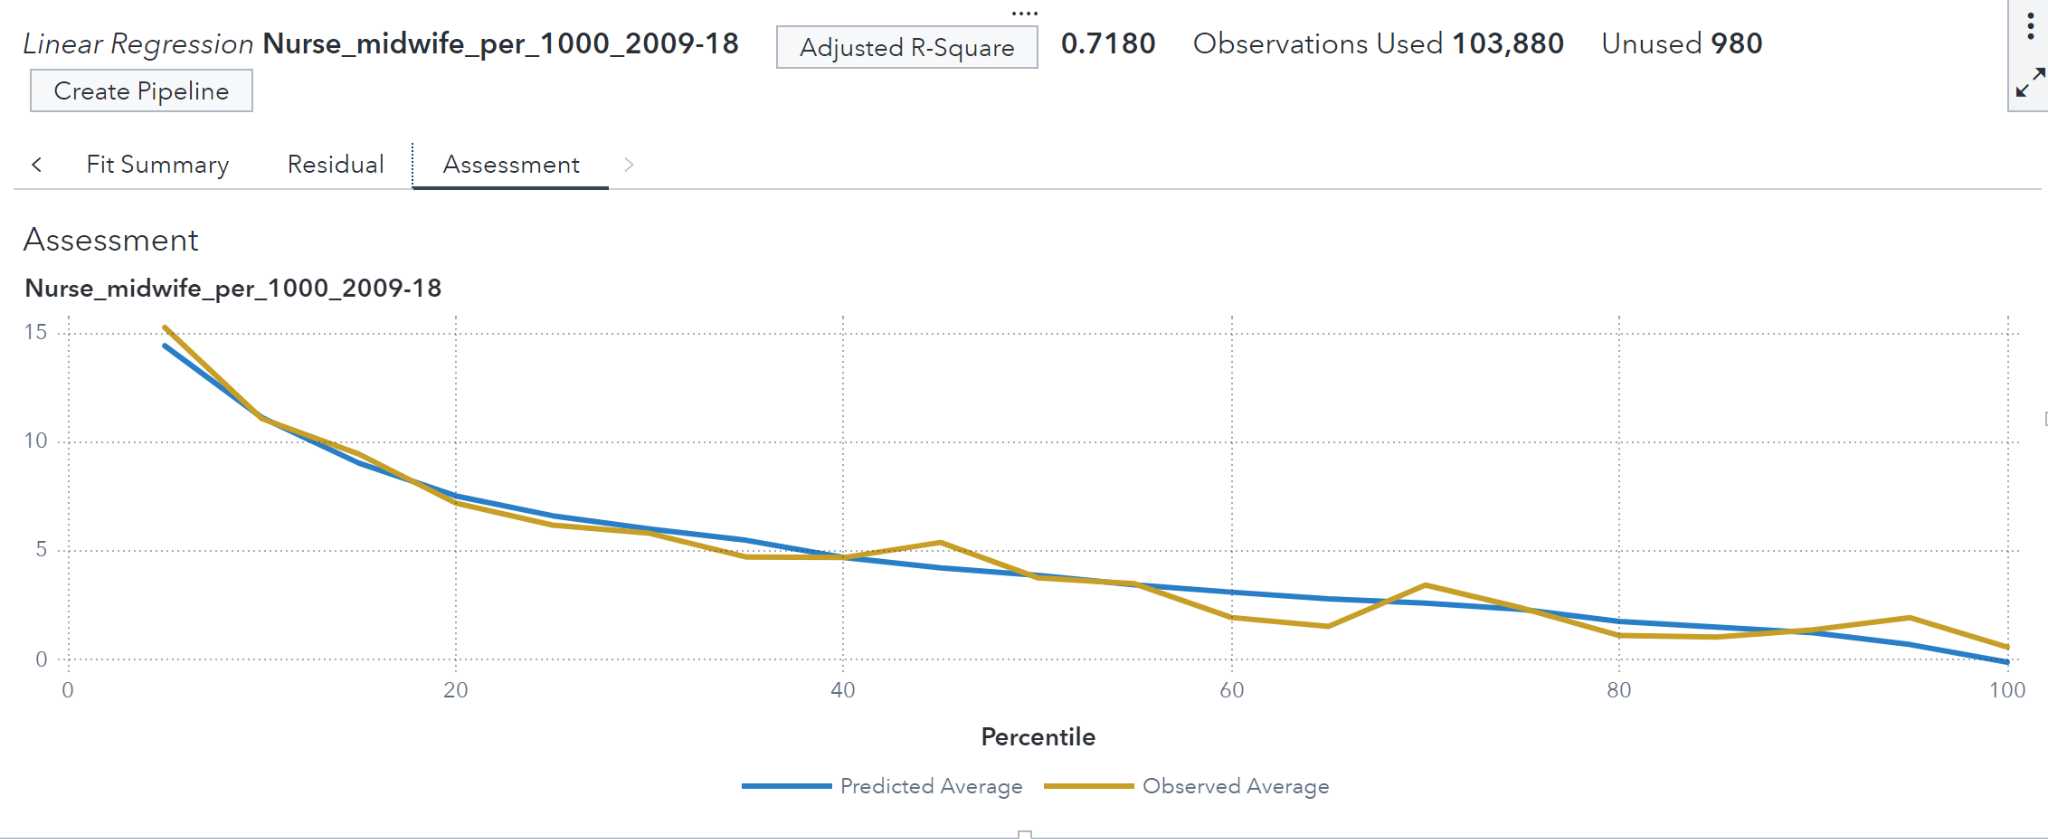 Linear Regression Nurse_midwife_per_1000_2009-18 Adjusted R-Square 0.7180 Observations Used 103,880 Unused 980
Create Pipeline
Fit Summary Residual Assessment
Assessment
Nurse_midwife_per_1000_2009-18
15
10
5
0
0 20 40 60 80 100
Percentile
Predicted Average Observed Average